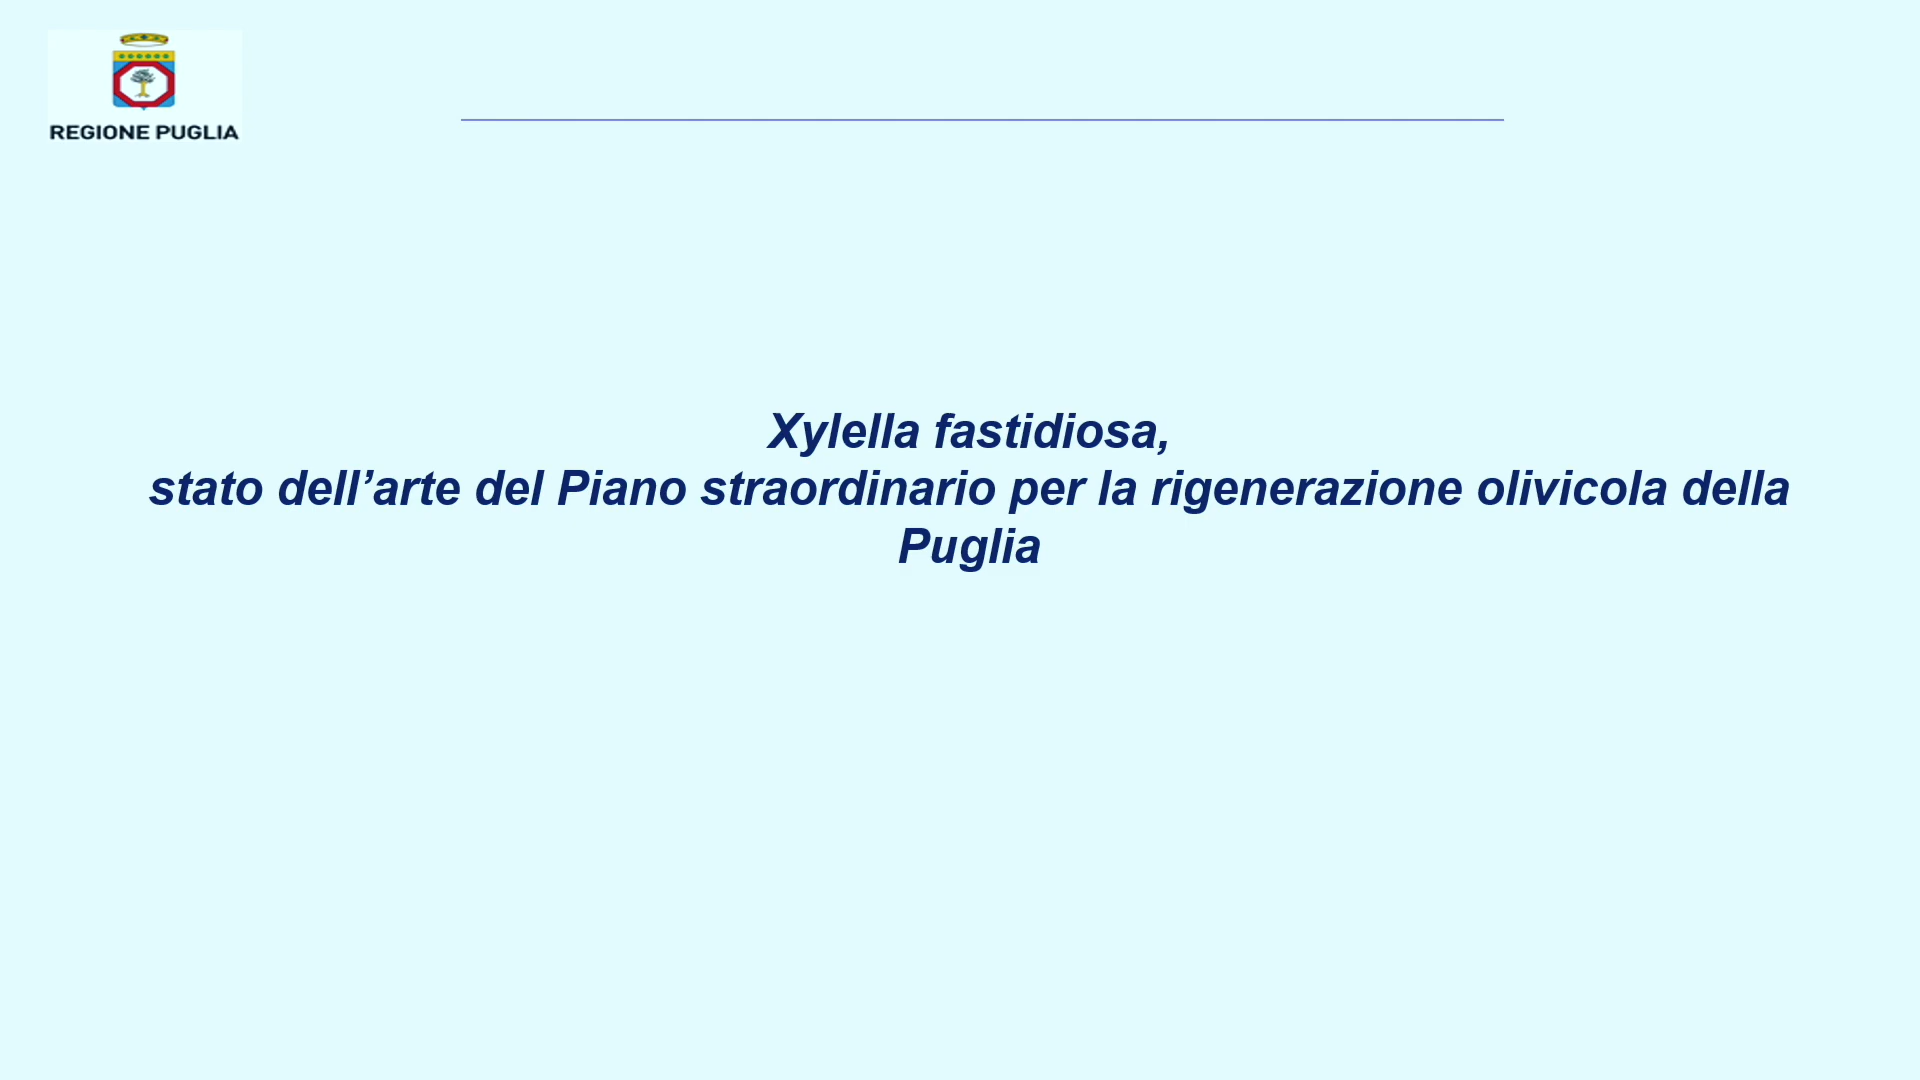 REGIONE PUGLIA
Xylella fastidiosa,
stato dell’arte del Piano straordinario per la rigenerazione olivicola della
Puglia